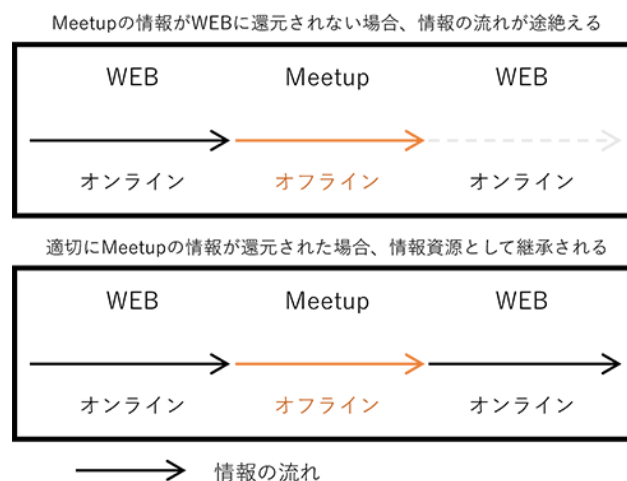 Meetupの情報がWEBに還元されない場合、情報の流れが途絶える
WEB Meetup WEB
オンライン オフライン オンライン
適切にMeetupの情報が還元された場合、情報資源として継承される
WEB Meetup WEB
オンライン オフライン オンライン
情報の流れ